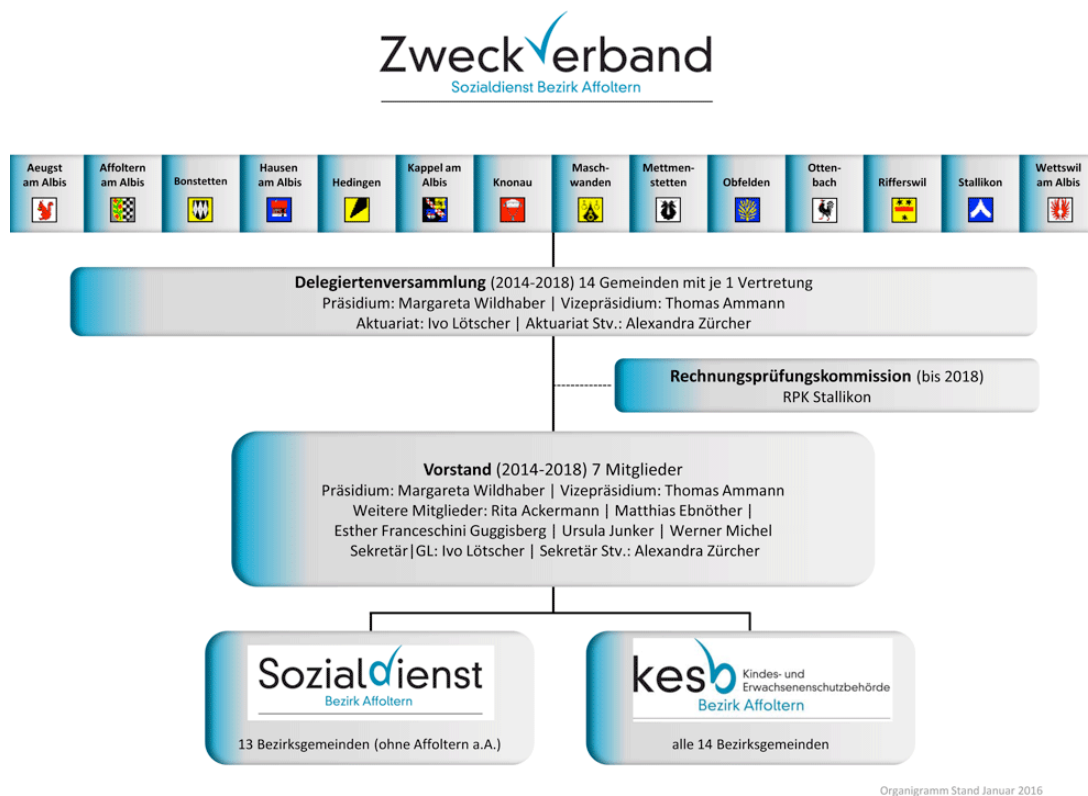 ZweckVerband
Sozialdienst Bezirk Affoltern
Aeugst
am Albis
Affoltern
am Albis
Bonstetten
Hausen
am Albis
Hedingen
Kappel am
Albis
Knonau
Masch-
wanden
Mettmen-
stetten
Obfelden
Otten-
bach
Rifferswil
Stallikon
Wettswil
am Albis
Delegiertenversammlung (2014-2018) 14 Gemeinden mit je 1 Vertretung
Präsidium: Margareta Wildhaber | Vizepräsidium: Thomas Ammann
Aktuariat: Ivo Lötscher | Aktuariat Stv.: Alexandra Zürcher
Rechnungsprüfungskommission (bis 2018)
RPK Stallikon
Vorstand (2014-2018) 7 Mitglieder
Präsidium: Margareta Wildhaber | Vizepräsidium: Thomas Ammann
Weitere Mitglieder: Rita Ackermann | Matthias Ebnöther |
Esther Franceschini Guggisberg | Ursula Junker | Werner Michel
Sekretär|GL: Ivo Lötscher | Sekretär Stv.: Alexandra Zürcher
Sozialdienst
Bezirk Affoltern
13 Bezirksgemeinden (ohne Affoltern a.A.)
kesb Kindes- und
Erwachsenenschutzbehörde
Bezirk Affoltern
alle 14 Bezirksgemeinden
Organigramm Stand Januar 2016